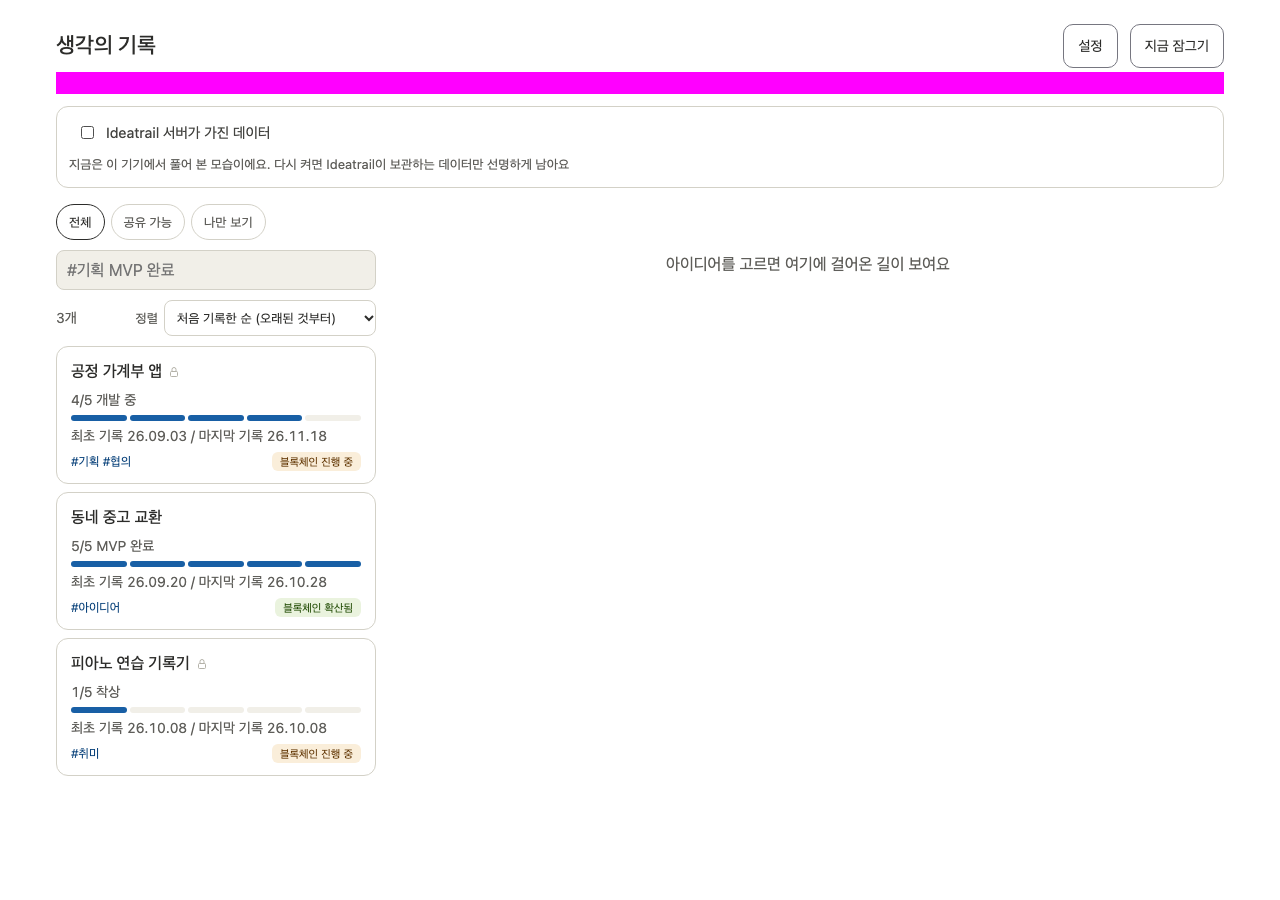 생각의 기록
설정
지금 잠그기
Ideatrail 서버가 가진 데이터
지금은 이 기기에서 풀어 본 모습이에요. 다시 켜면 Ideatrail이 보관하는 데이터만 선명하게 남아요
전체
공유 가능
나만 보기
#기획 MVP 완료
아이디어를 고르면 여기에 걸어온 길이 보여요
3개
정렬
처음 기록한 순 (오래된 것부터)
공정 가계부 앱
4/5 개발 중
최초 기록 26.09.03 / 마지막 기록 26.11.18
#기획 #협의
블록체인 진행 중
동네 중고 교환
5/5 MVP 완료
최초 기록 26.09.20 / 마지막 기록 26.10.28
#아이디어
블록체인 확산됨
피아노 연습 기록기
1/5 착상
최초 기록 26.10.08 / 마지막 기록 26.10.08
#취미
블록체인 진행 중